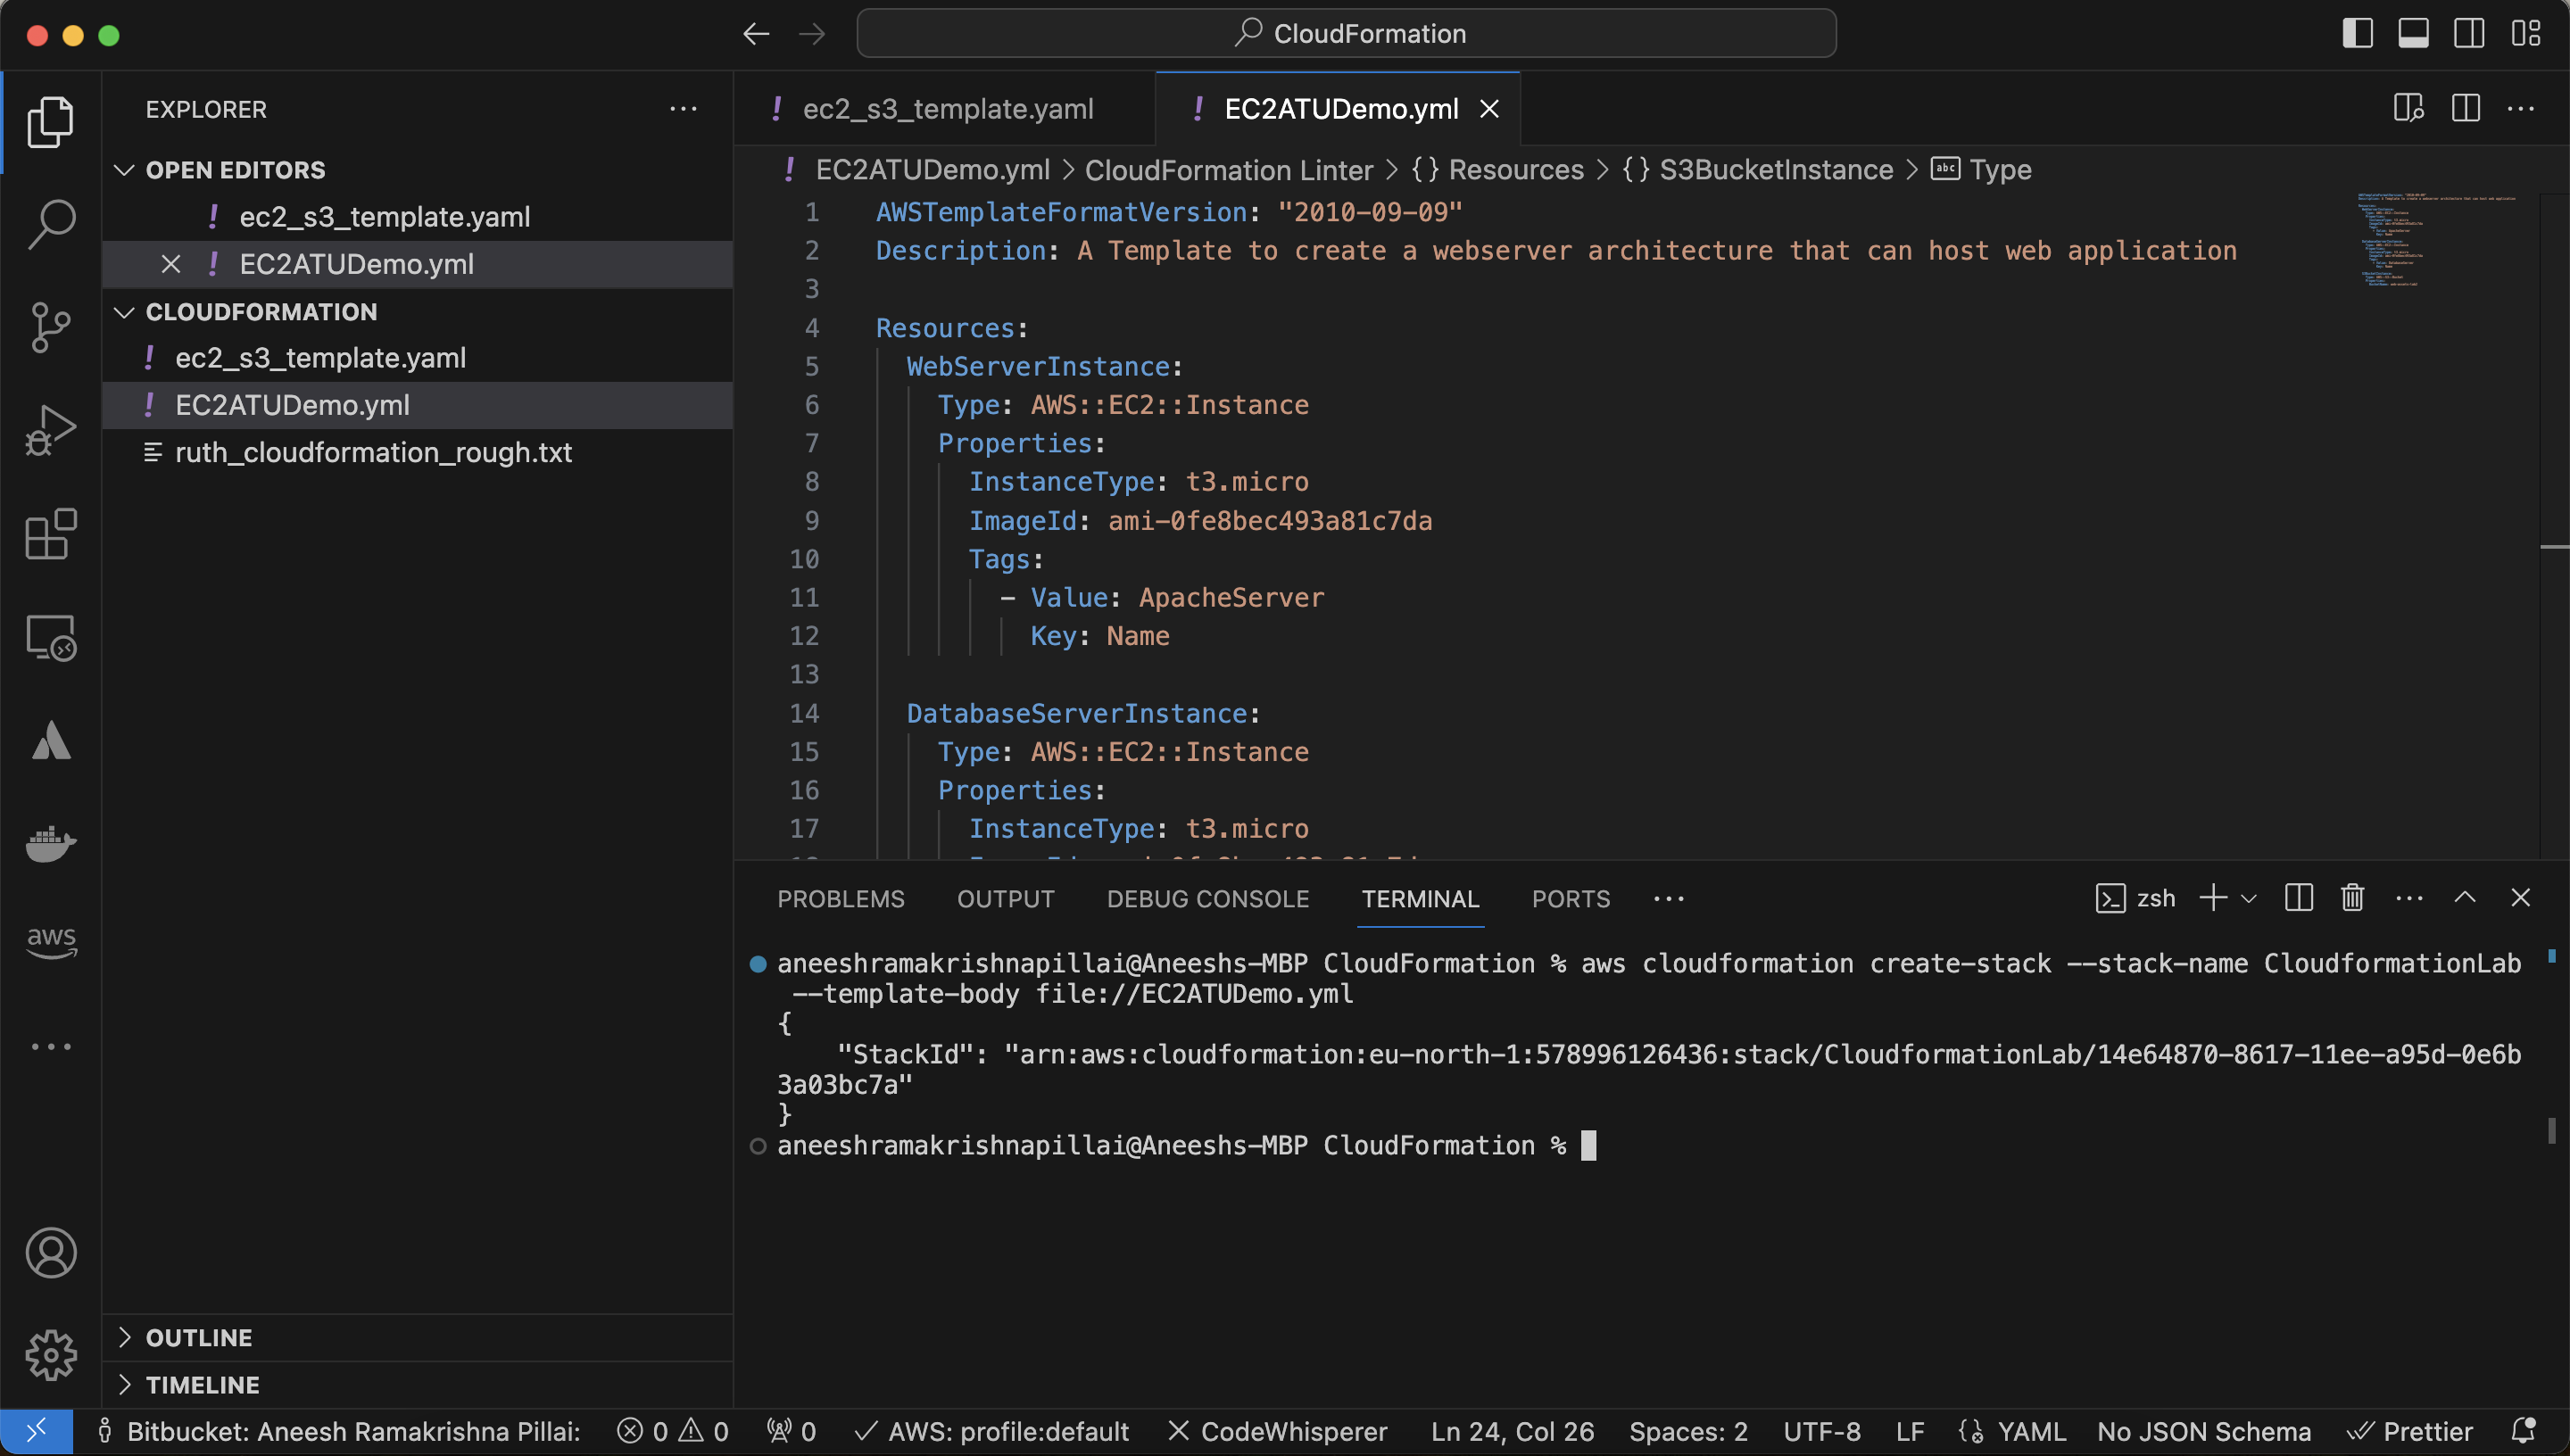 CloudFormation
EXPLORER
OPEN EDITORS
ec2_s3_template.yaml
EC2ATUDemo.yml
CLOUDFORMATION
ec2_s3_template.yaml
EC2ATUDemo.yml
ruth_cloudformation_rough.txt
OUTLINE
TIMELINE
aws
ec2_s3_template.yaml
EC2ATUDemo.yml
EC2ATUDemo.yml > CloudFormation Linter > {} Resources > {} S3BucketInstance > abc Type
1 AWSTemplateFormatVersion: "2010-09-09"
2 Description: A Template to create a webserver architecture that can host web application
3
4 Resources:
5 WebServerInstance:
6 Type: AWS::EC2::Instance
7 Properties:
8 InstanceType: t3.micro
9 ImageId: ami-0fe8bec493a81c7da
10 Tags:
11 - Value: ApacheServer
12 Key: Name
13
14 DatabaseServerInstance:
15 Type: AWS::EC2::Instance
16 Properties:
17 InstanceType: t3.micro
PROBLEMS OUTPUT DEBUG CONSOLE TERMINAL PORTS
zsh
aneeshramakrishnapillai@Aneeshs-MBP CloudFormation % aws cloudformation create-stack --stack-name CloudformationLab
--template-body file://EC2ATUDemo.yml
{
"StackId": "arn:aws:cloudformation:eu-north-1:578996126436:stack/CloudformationLab/14e64870-8617-11ee-a95d-0e6b
3a03bc7a"
}
aneeshramakrishnapillai@Aneeshs-MBP CloudFormation %
Bitbucket: Aneesh Ramakrishna Pillai: 0 0 0 AWS: profile:default CodeWhisperer Ln 24, Col 26 Spaces: 2 UTF-8 LF YAML No JSON Schema Prettier